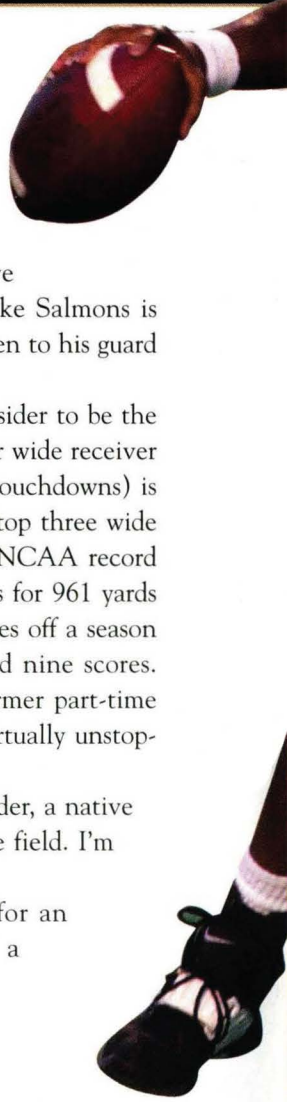 ke Salmons is
en to his guard
sider to be the
r wide receiver
ouchdowns) is
top three wide
NCAA record
s for 961 yards
es off a season
d nine scores.
rmer part-time
rtually unstop-
der, a native
e field. I'm
for an
a